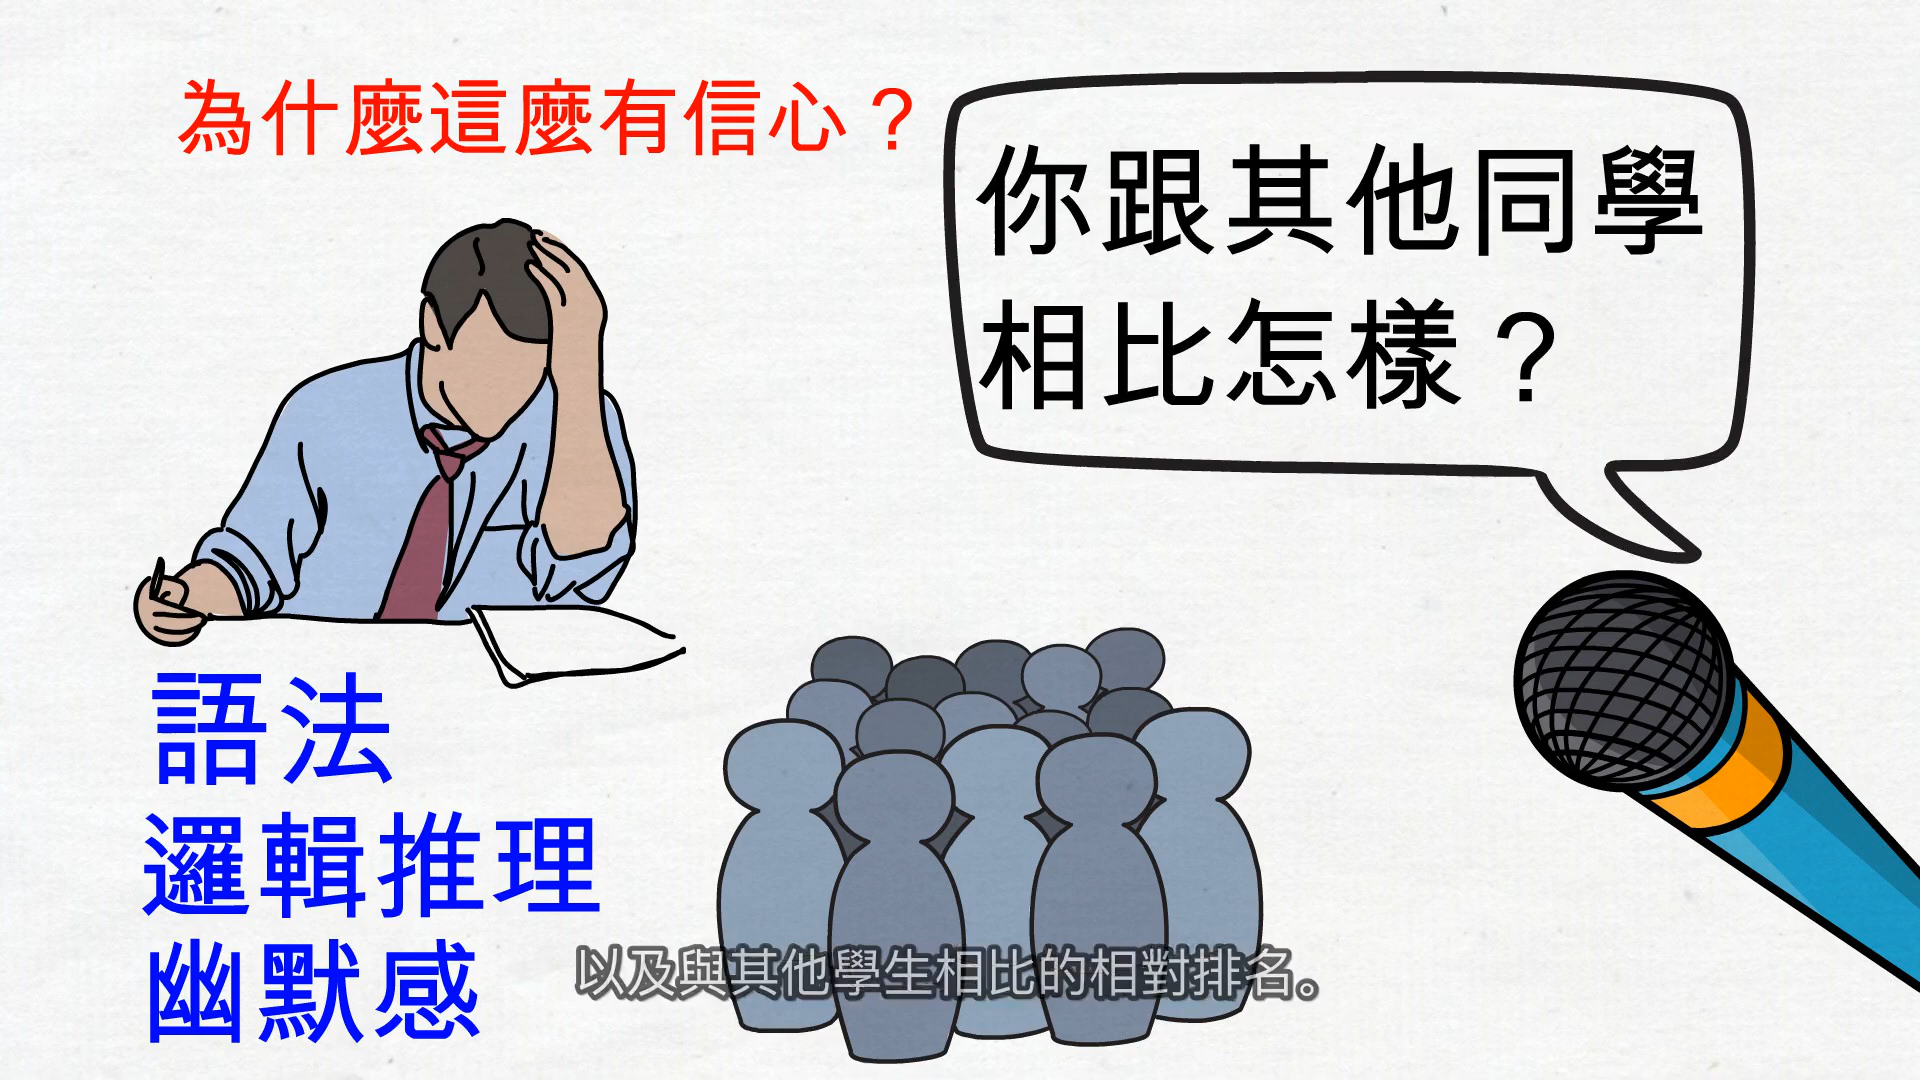 為什麼這麼有信心？
你跟其他同學
相比怎樣？
語法
邏輯推理
幽默感
以及與其他學生相比的相對排名。